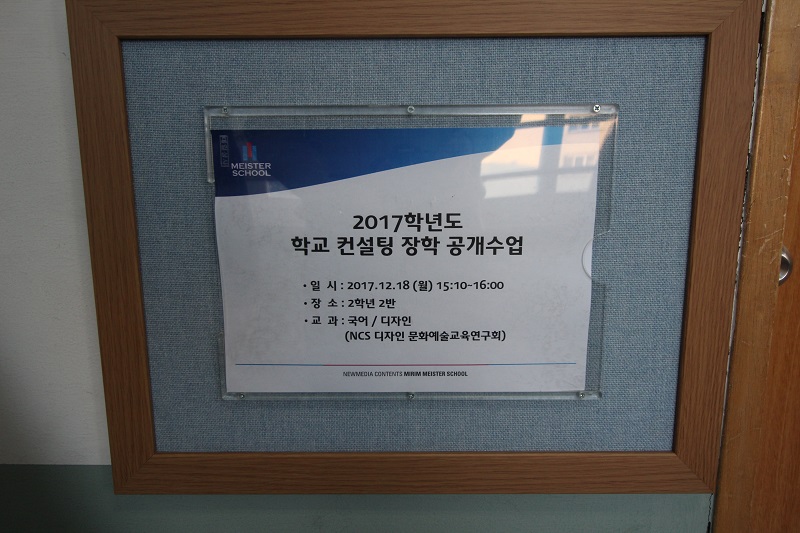 MEISTER
SCHOOL
2017학년도
학교 컨설팅 장학 공개수업
• 일 시 : 2017.12.18 (월) 15:10~16:00
• 장 소 : 2학년 2반
• 교 과 : 국어 / 디자인
(NCS 디자인 문화예술교육연구회)
NEWMEDIA CONTENTS MIRIM MEISTER SCHOOL